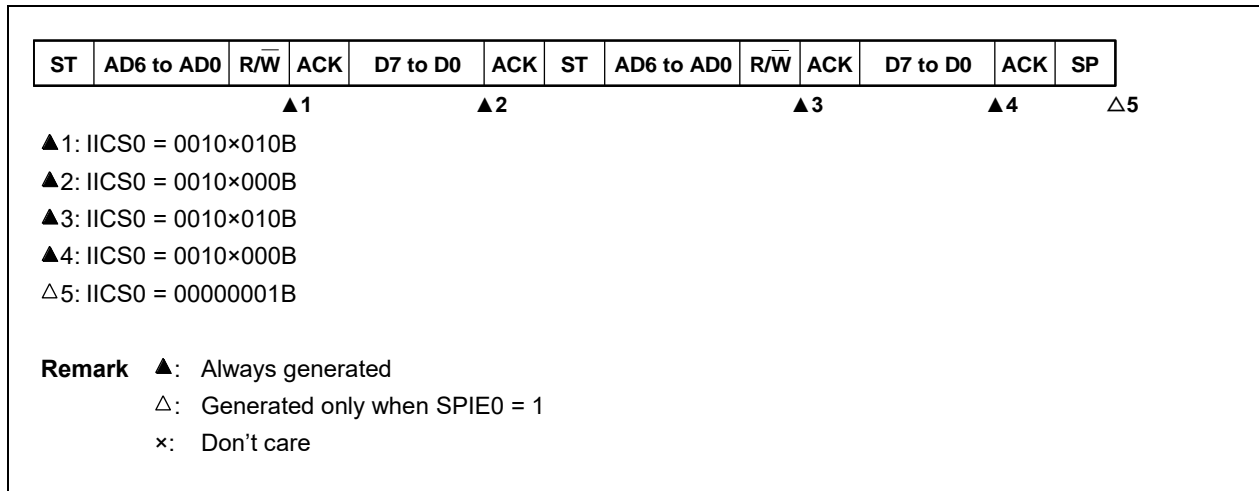 ST AD6 to AD0 R/W̅ ACK D7 to D0 ACK ST AD6 to AD0 R/W̅ ACK D7 to D0 ACK SP
▲1 ▲2 ▲3 ▲4 △5
▲1: IICS0 = 0010×010B
▲2: IICS0 = 0010×000B
▲3: IICS0 = 0010×010B
▲4: IICS0 = 0010×000B
△5: IICS0 = 00000001B
Remark ▲: Always generated
△: Generated only when SPIE0 = 1
×: Don't care